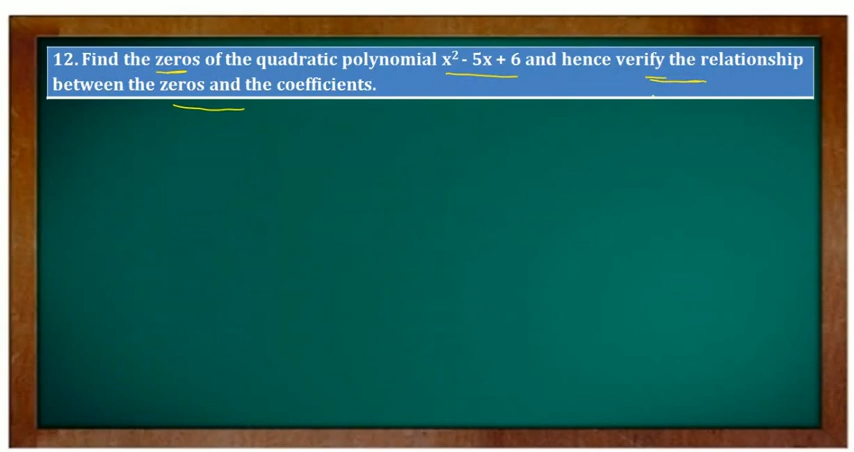 12. Find the zeros of the quadratic polynomial x² - 5x + 6 and hence verify the relationship
between the zeros and the coefficients.